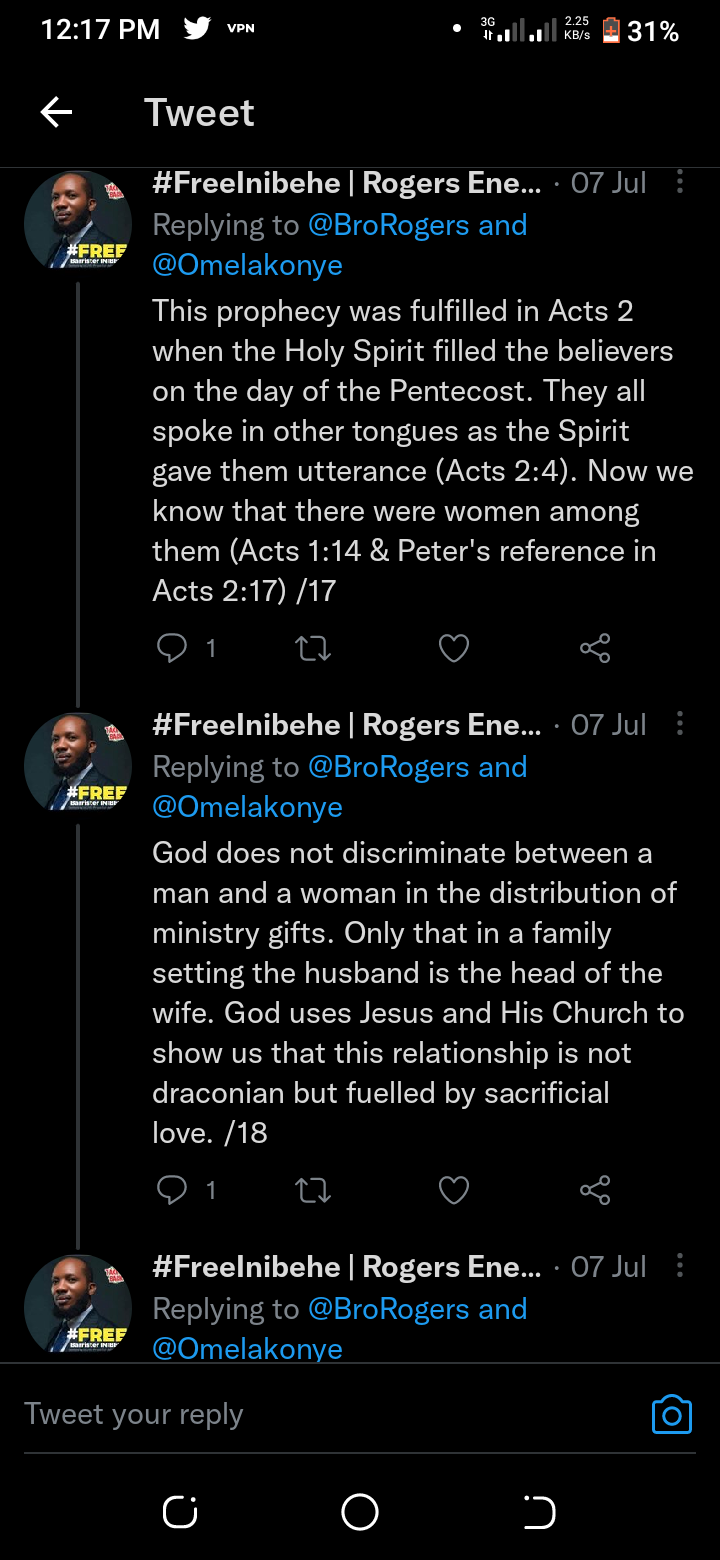 12:17 PM VPN 3G 2.25 KB/s 31%
Tweet
#FreeInibehe | Rogers Ene... · 07 Jul
Replying to @BroRogers and
@Omelakonye
This prophecy was fulfilled in Acts 2
when the Holy Spirit filled the believers
on the day of the Pentecost. They all
spoke in other tongues as the Spirit
gave them utterance (Acts 2:4). Now we
know that there were women among
them (Acts 1:14 & Peter's reference in
Acts 2:17) /17
1
#FREE
Barrister
#FreeInibehe | Rogers Ene... · 07 Jul
Replying to @BroRogers and
@Omelakonye
God does not discriminate between a
man and a woman in the distribution of
ministry gifts. Only that in a family
setting the husband is the head of the
wife. God uses Jesus and His Church to
show us that this relationship is not
draconian but fuelled by sacrificial
love. /18
1
#FREE
Barrister
#FreeInibehe | Rogers Ene... · 07 Jul
Replying to @BroRogers and
@Omelakonye
#FREE
Barrister
Tweet your reply